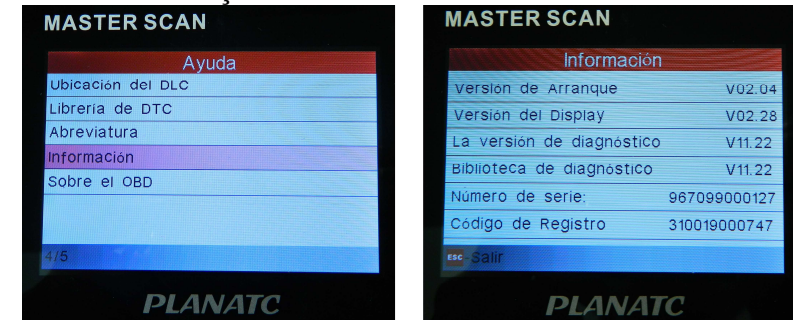 MASTER SCAN
Ayuda
Ubicación del DLC
Librería de DTC
Abreviatura
Información
Sobre el OBD
4/5
PLANATC
MASTER SCAN
Información
Versión de Arranque V02.04
Versión del Display V02.28
La versión de diagnóstico V11.22
Biblioteca de diagnóstico V11.22
Número de serie: 967099000127
Código de Registro 310019000747
ESC-Salir
PLANATC